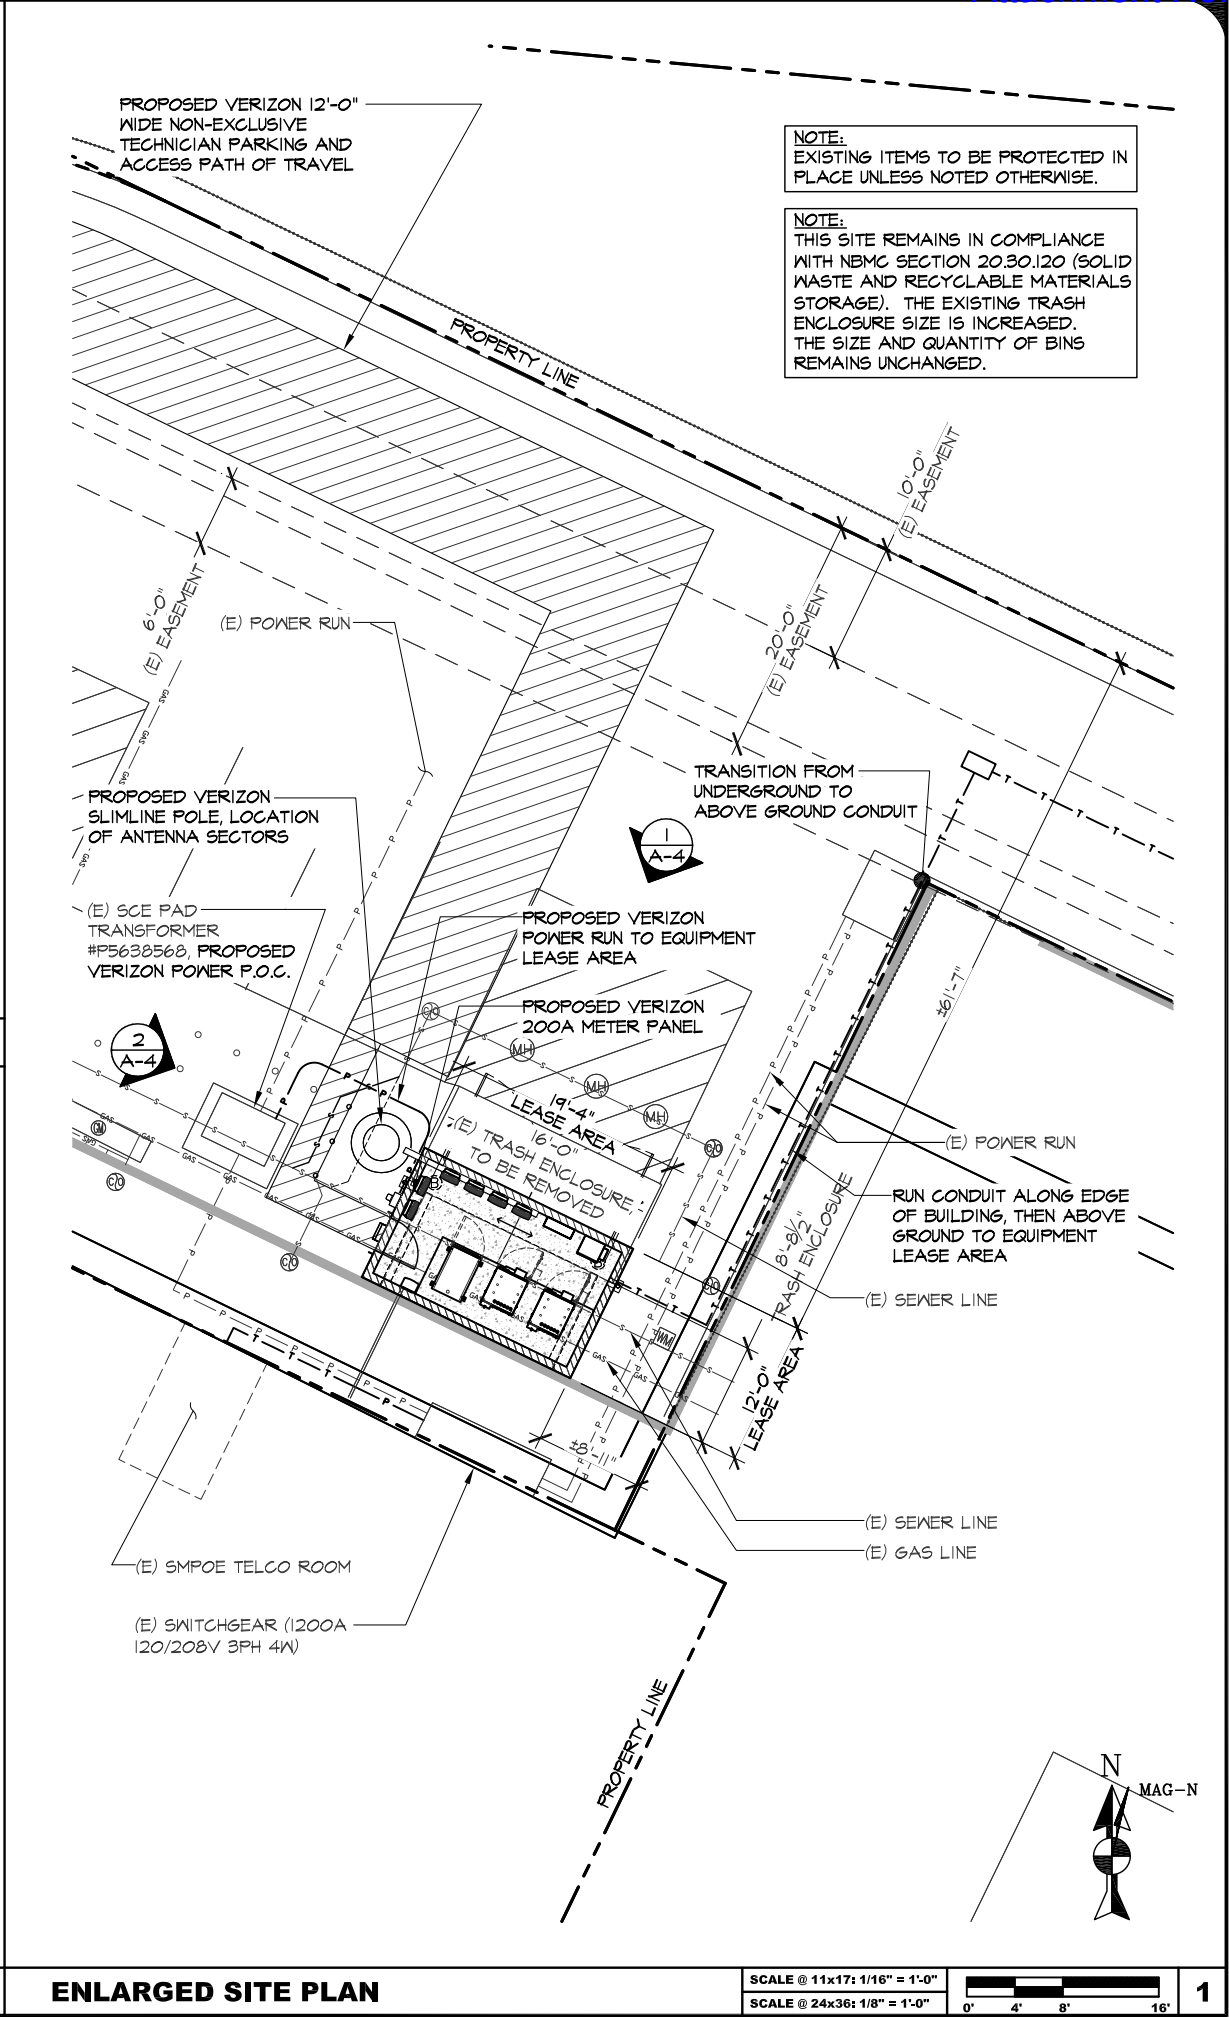 PROPOSED VERIZON 12'-0"
WIDE NON-EXCLUSIVE
TECHNICIAN PARKING AND
ACCESS PATH OF TRAVEL
NOTE:
EXISTING ITEMS TO BE PROTECTED IN
PLACE UNLESS NOTED OTHERWISE.
NOTE:
THIS SITE REMAINS IN COMPLIANCE
WITH NBMC SECTION 20.30.120 (SOLID
WASTE AND RECYCLABLE MATERIALS
STORAGE). THE EXISTING TRASH
ENCLOSURE SIZE IS INCREASED.
THE SIZE AND QUANTITY OF BINS
REMAINS UNCHANGED.
PROPERTY LINE
10'-0"
(E) EASEMENT
6'-0"
(E) EASEMENT
20'-0"
(E) EASEMENT
(E) POWER RUN
TRANSITION FROM
UNDERGROUND TO
ABOVE GROUND CONDUIT
PROPOSED VERIZON
SLIMLINE POLE, LOCATION
OF ANTENNA SECTORS
1
A-4
(E) SCE PAD
TRANSFORMER
#P5638568, PROPOSED
VERIZON POWER P.O.C.
PROPOSED VERIZON
POWER RUN TO EQUIPMENT
LEASE AREA
PROPOSED VERIZON
200A METER PANEL
±61'-7"
2
A-4
C/O
MH
MH
MH
C/O
19'-4"
LEASE AREA
16'-0"
(E) TRASH ENCLOSURE,
TO BE REMOVED
(E) POWER RUN
RUN CONDUIT ALONG EDGE
OF BUILDING, THEN ABOVE
GROUND TO EQUIPMENT
LEASE AREA
8'-8 1/2"
TRASH ENCLOSURE
GM
C/O
C/O
C/O
WM
(E) SEWER LINE
12'-0"
LEASE AREA
±8'-11"
(E) SEWER LINE
(E) GAS LINE
(E) SMPOE TELCO ROOM
(E) SWITCHGEAR (1200A
120/208V 3PH 4W)
PROPERTY LINE
N
MAG-N
ENLARGED SITE PLAN
SCALE @ 11x17: 1/16" = 1'-0"
SCALE @ 24x36: 1/8" = 1'-0"
0' 4' 8' 16'
1